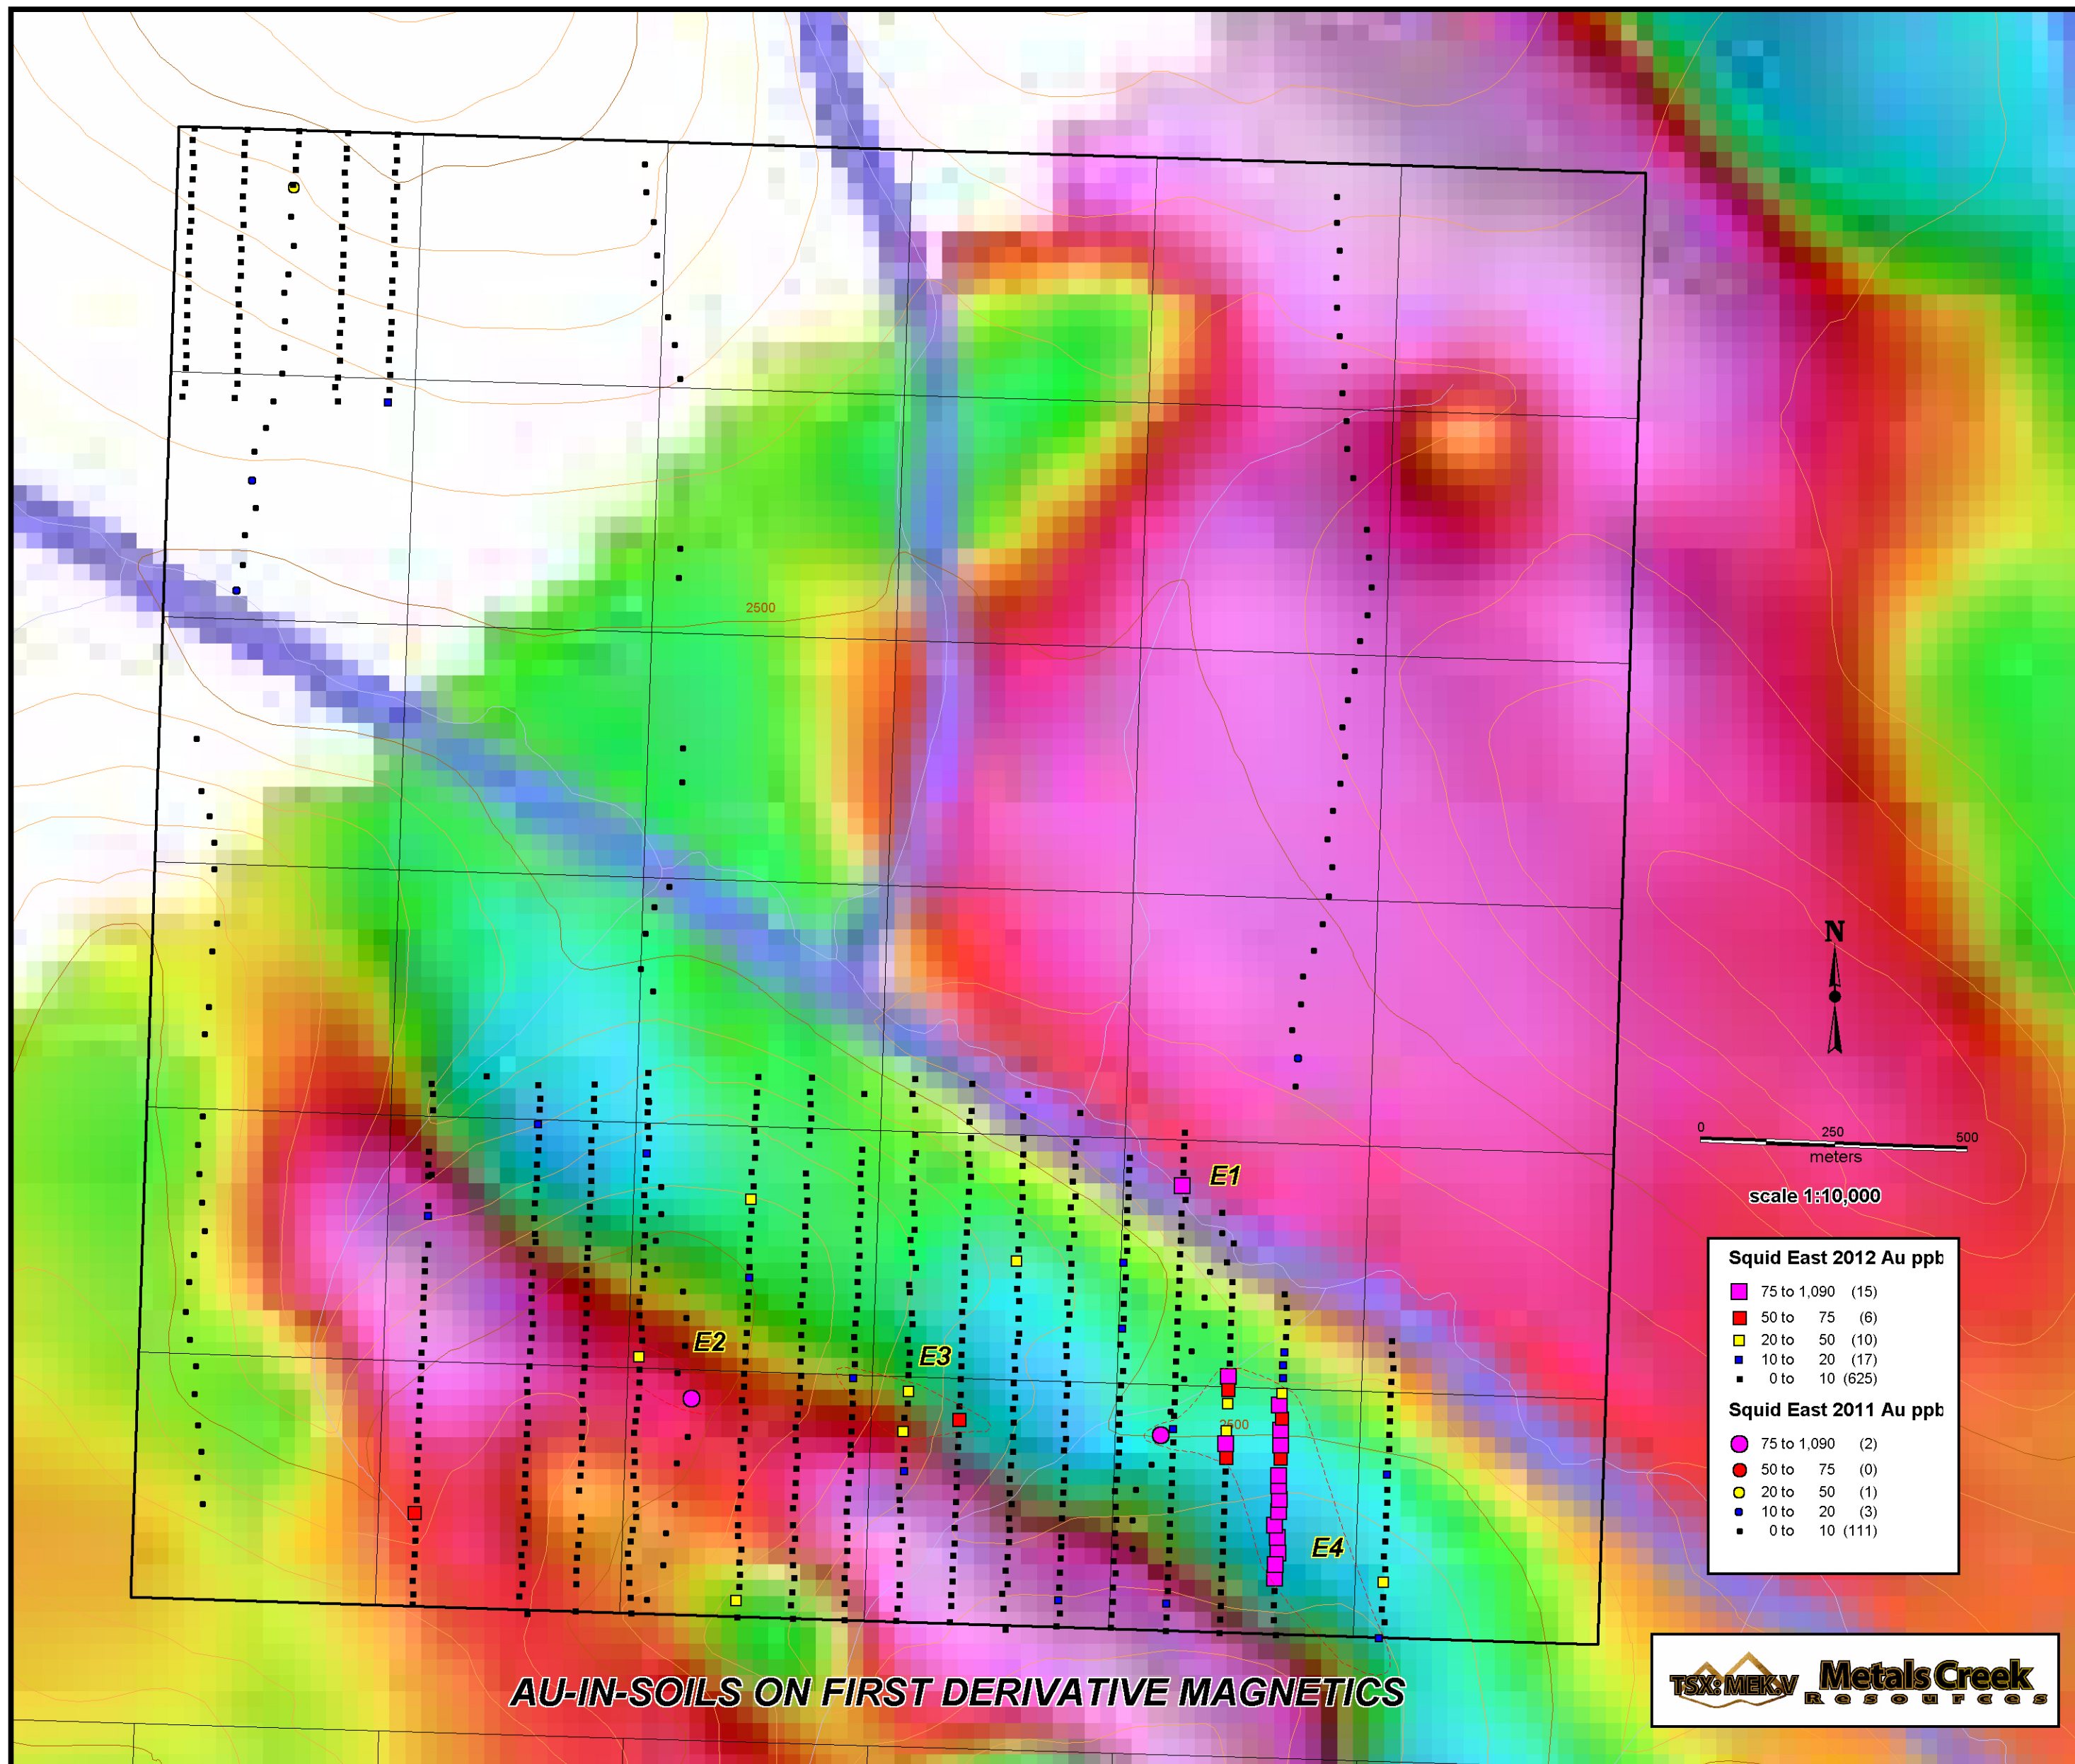 2500
N
0 250 500
meters
scale 1:10,000
E1
Squid East 2012 Au ppb
75 to 1,090 (15)
50 to 75 (6)
20 to 50 (10)
10 to 20 (17)
0 to 10 (625)
Squid East 2011 Au ppb
75 to 1,090 (2)
50 to 75 (0)
20 to 50 (1)
10 to 20 (3)
0 to 10 (111)
E2
E3
2500
E4
AU-IN-SOILS ON FIRST DERIVATIVE MAGNETICS
TSX: MEK.V
Metals Creek
Resources